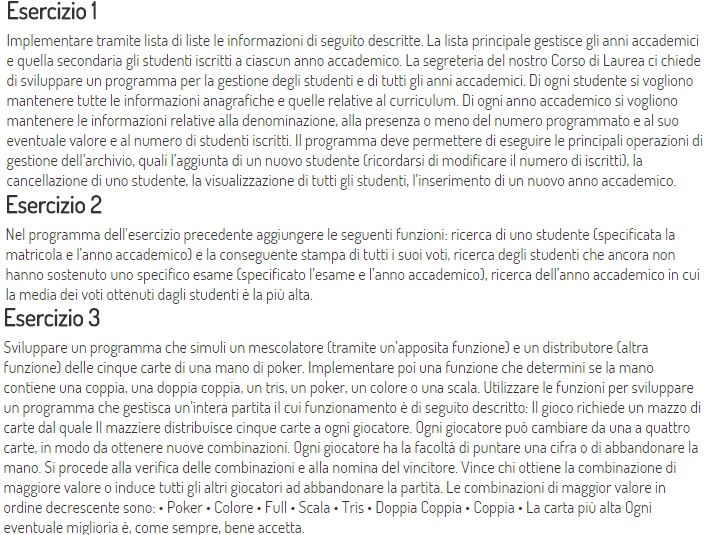 Esercizio 1
Implementare tramite lista di liste le informazioni di seguito descritte. La lista principale gestisce gli anni accademici
e quella secondaria gli studenti iscritti a ciascun anno accademico. La segreteria del nostro Corso di Laurea ci chiede
di sviluppare un programma per la gestione degli studenti e di tutti gli anni accademici. Di ogni studente si vogliono
mantenere tutte le informazioni anagrafiche e quelle relative al curriculum. Di ogni anno accademico si vogliono
mantenere le informazioni relative alla denominazione, alla presenza o meno del numero programmato e al suo
eventuale valore e al numero di studenti iscritti. Il programma deve permettere di eseguire le principali operazioni di
gestione dell'archivio, quali l'aggiunta di un nuovo studente (ricordarsi di modificare il numero di iscritti), la
cancellazione di uno studente, la visualizzazione di tutti gli studenti, l'inserimento di un nuovo anno accademico.
Esercizio 2
Nel programma dell'esercizio precedente aggiungere le seguenti funzioni: ricerca di uno studente (specificata la
matricola e l'anno accademico) e la conseguente stampa di tutti i suoi voti, ricerca degli studenti che ancora non
hanno sostenuto uno specifico esame (specificato l'esame e l'anno accademico), ricerca dell'anno accademico in cui
la media dei voti ottenuti dagli studenti è la più alta.
Esercizio 3
Sviluppare un programma che simuli un mescolatore (tramite un'apposita funzione) e un distributore (altra
funzione) delle cinque carte di una mano di poker. Implementare poi una funzione che determini se la mano
contiene una coppia, una doppia coppia, un tris, un poker, un colore o una scala. Utilizzare le funzioni per sviluppare
un programma che gestisca un'intera partita il cui funzionamento è di seguito descritto: Il gioco richiede un mazzo di
carte dal quale Il mazziere distribuisce cinque carte a ogni giocatore. Ogni giocatore può cambiare da una a quattro
carte, in modo da ottenere nuove combinazioni. Ogni giocatore ha la facoltà di puntare una cifra o di abbandonare la
mano. Si procede alla verifica delle combinazioni e alla nomina del vincitore. Vince chi ottiene la combinazione di
maggiore valore o induce tutti gli altri giocatori ad abbandonare la partita. Le combinazioni di maggior valore in
ordine decrescente sono: • Poker • Colore • Full • Scala • Tris • Doppia Coppia • Coppia • La carta più alta Ogni
eventuale miglioria è, come sempre, bene accetta.